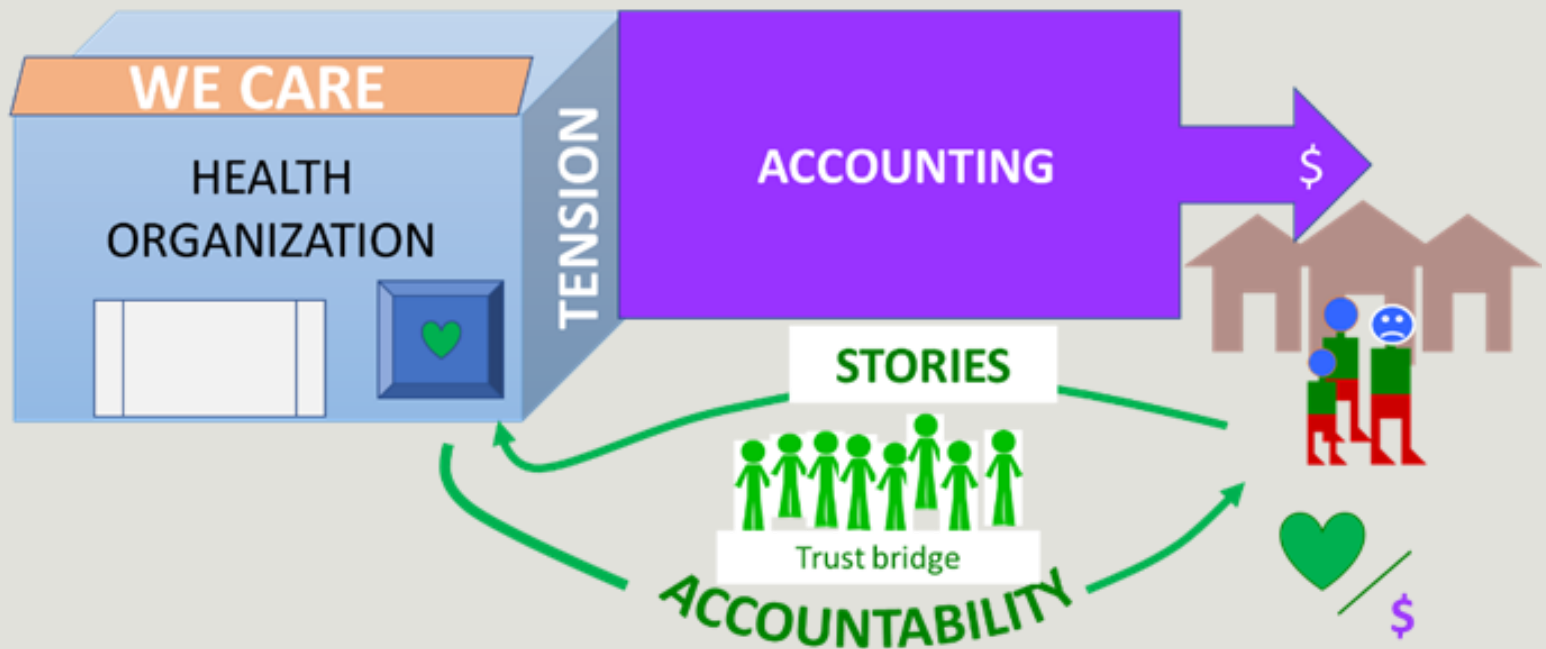 WE CARE
HEALTH
ORGANIZATION
TENSION
ACCOUNTING
$
STORIES
Trust bridge
ACCOUNTABILITY
$